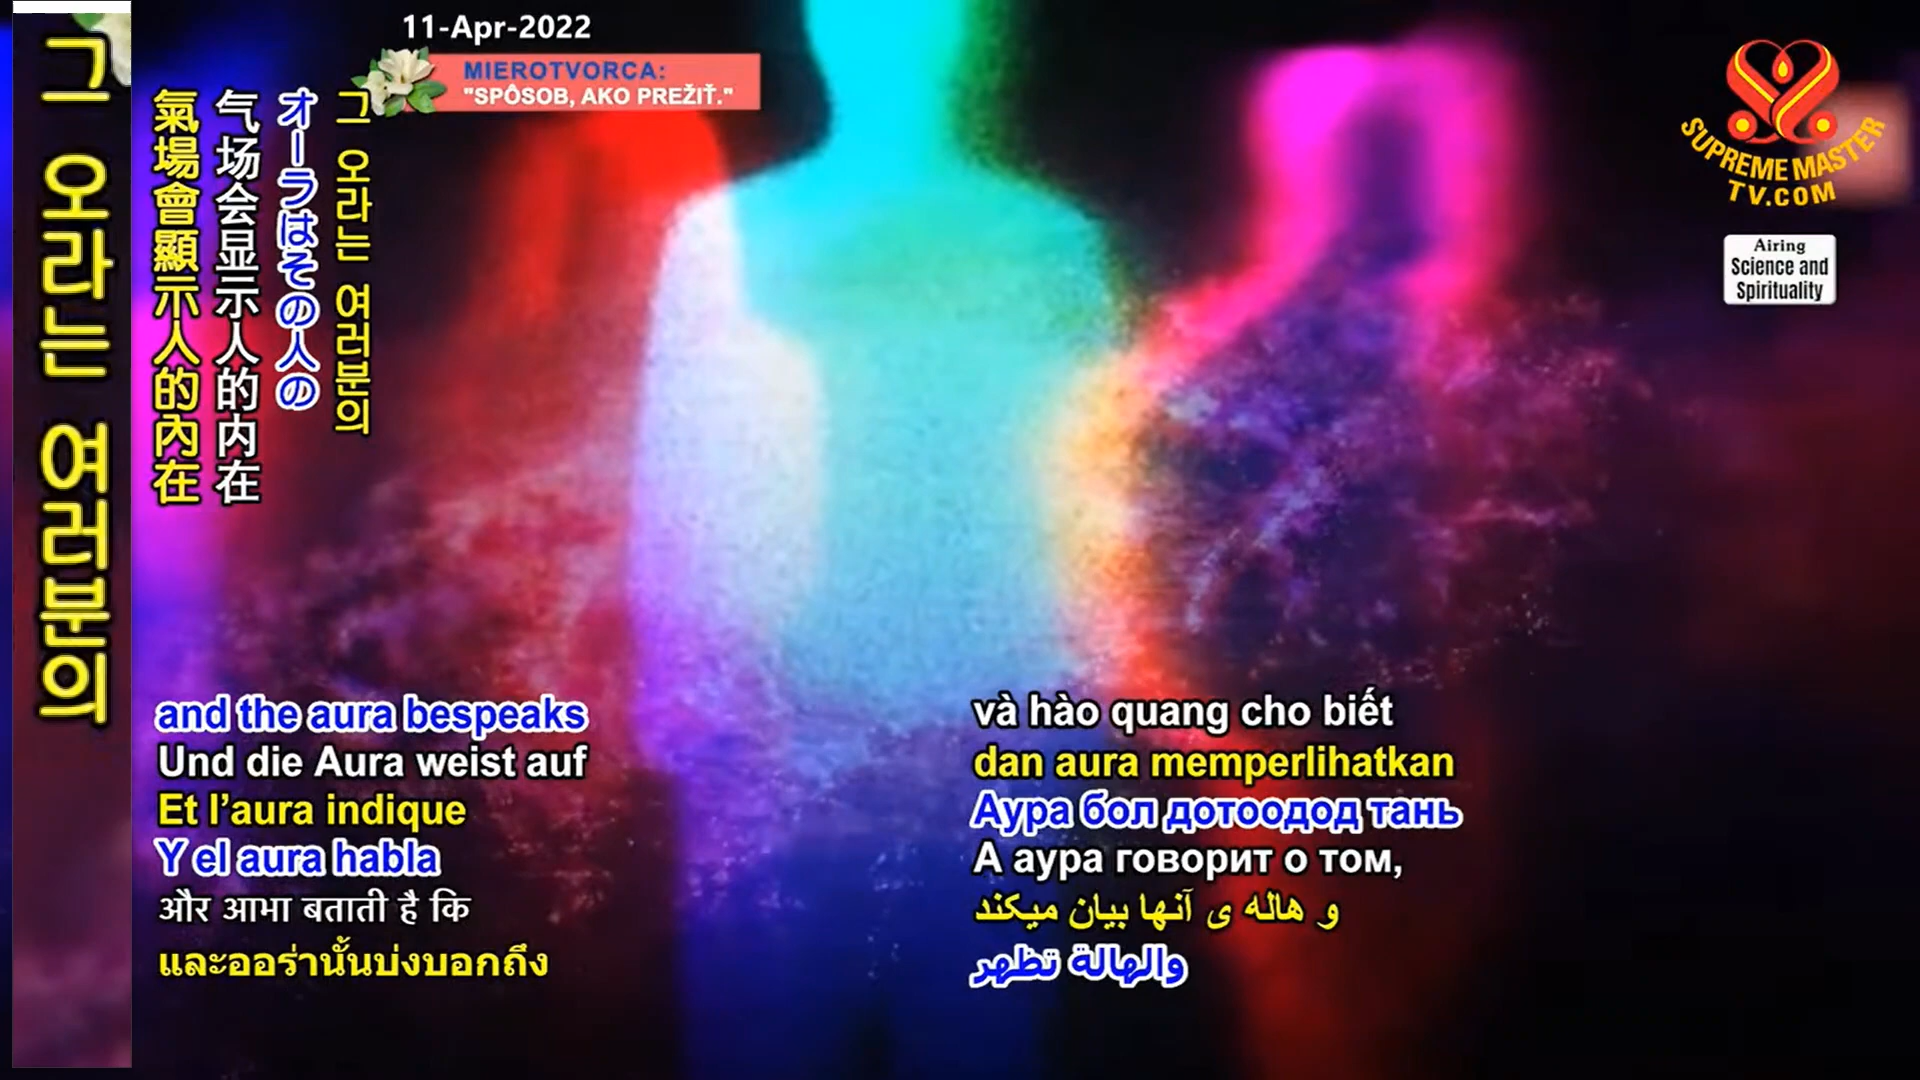 11-Apr-2022
MIEROTVORCA:
"SPÔSOB, AKO PREŽIŤ."
SUPREME MASTER
TV.COM
Airing
Science and
Spirituality
그 오라는 여러분의
그 오라는 여러분의
オーラはその人の
气场会显示人的内在
氣場會顯示人的內在
and the aura bespeaks
Und die Aura weist auf
Et l’aura indique
Y el aura habla
और आभा बताती है कि
และออร่านั้นบ่งบอกถึง
và hào quang cho biết
dan aura memperlihatkan
Аура бол дотоодод тань
А аура говорит о том,
و هاله ی آنها بیان میکند
والهالة تظهر